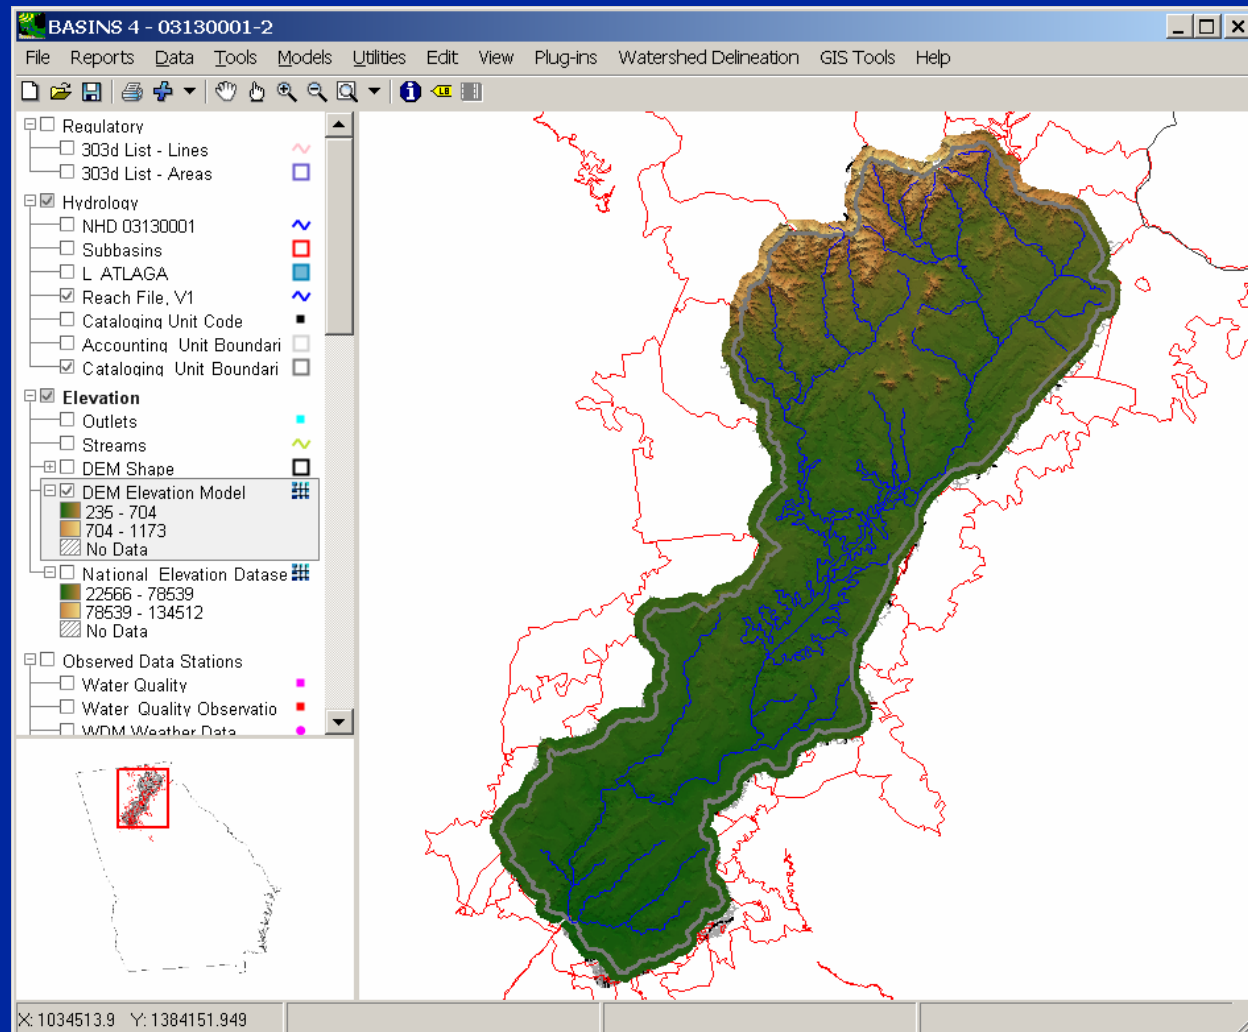 BASINS 4 - 03130001-2
File Reports Data Tools Models Utilities Edit View Plug-ins Watershed Delineation GIS Tools Help
Regulatory
303d List - Lines
303d List - Areas
Hydrology
NHD 03130001
Subbasins
L_ATLAGA
Reach File, V1
Cataloging Unit Code
Accounting Unit Boundari
Cataloging Unit Boundari
Elevation
Outlets
Streams
DEM Shape
DEM Elevation Model
235 - 704
704 - 1173
No Data
National Elevation Datase
22566 - 78539
78539 - 134512
No Data
Observed Data Stations
Water Quality
Water Quality Observatio
WDM Weather Data
X: 1034513.9 Y: 1384151.949